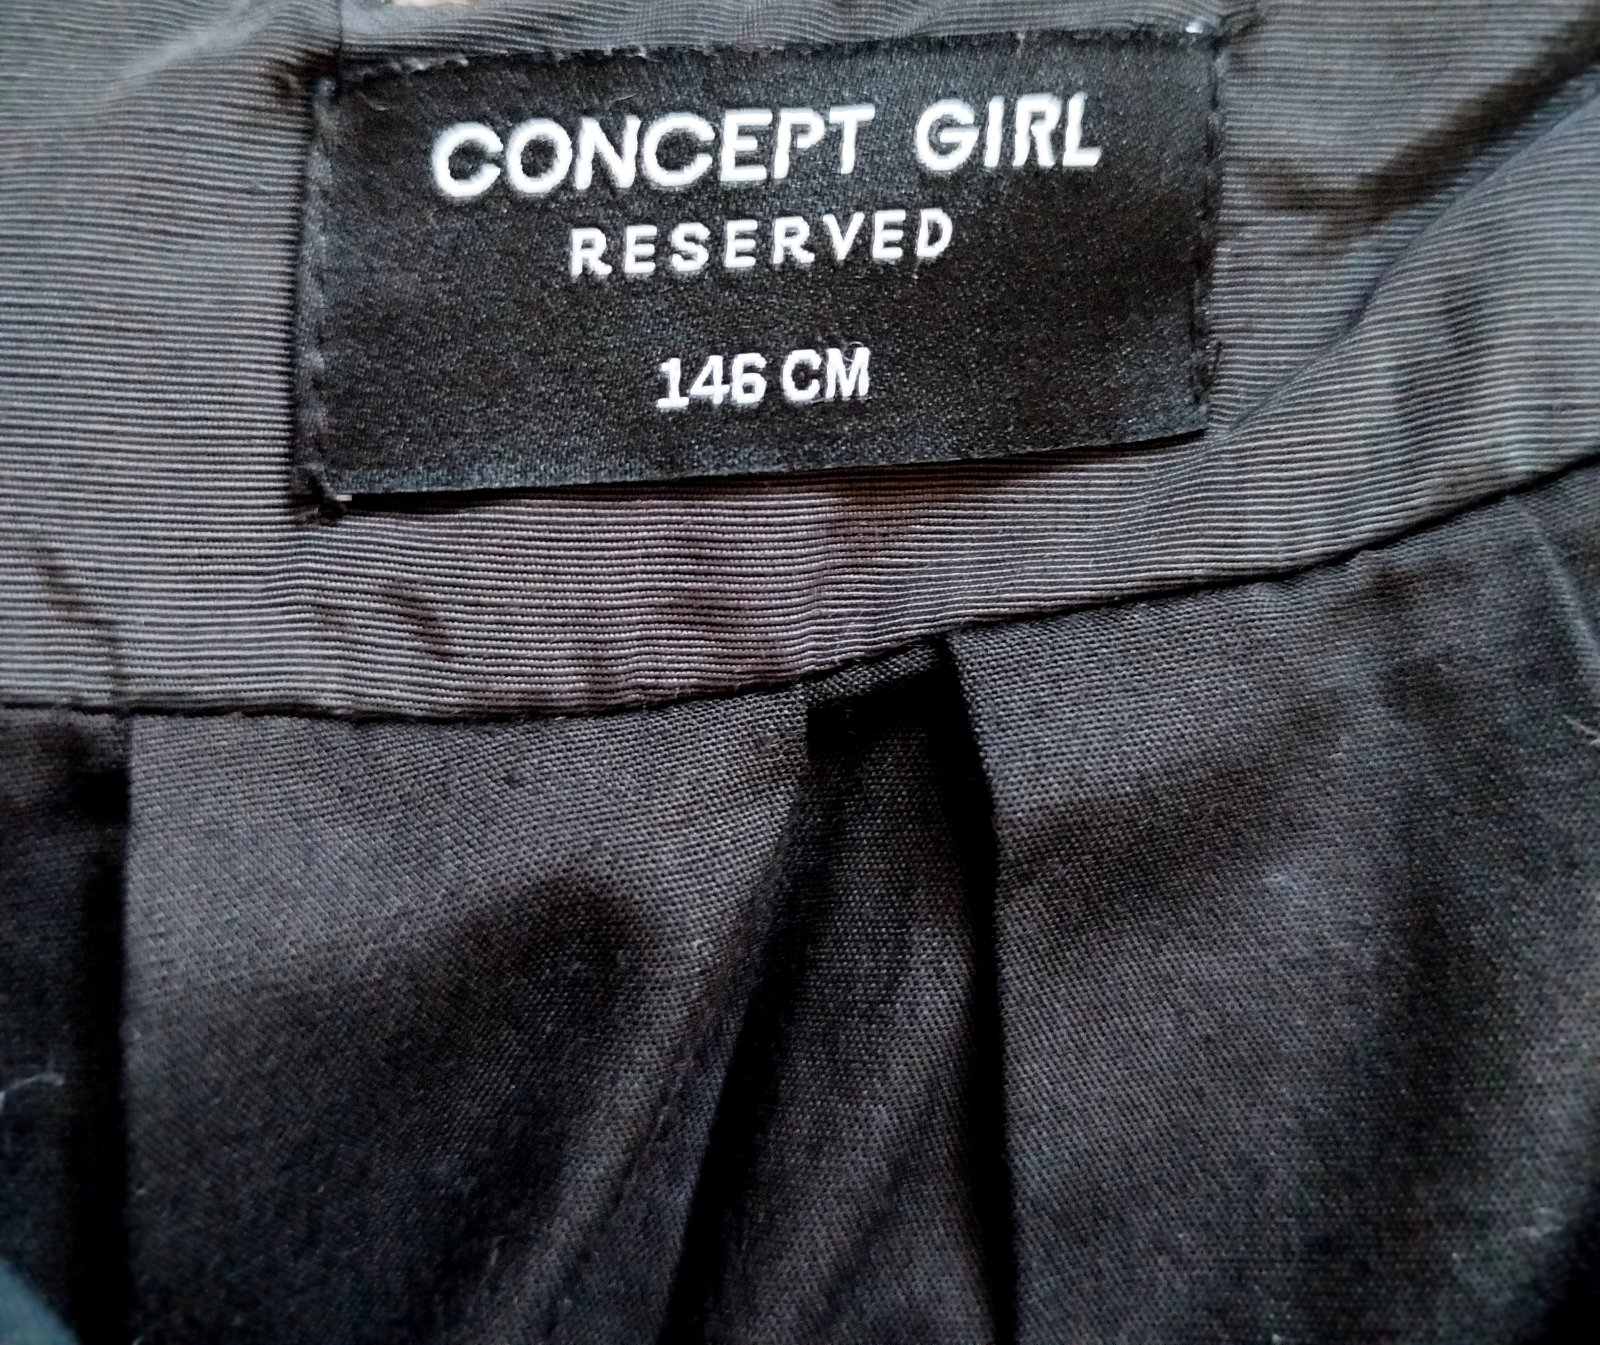 CONCEPT GIRL
RESERVED
146 CM